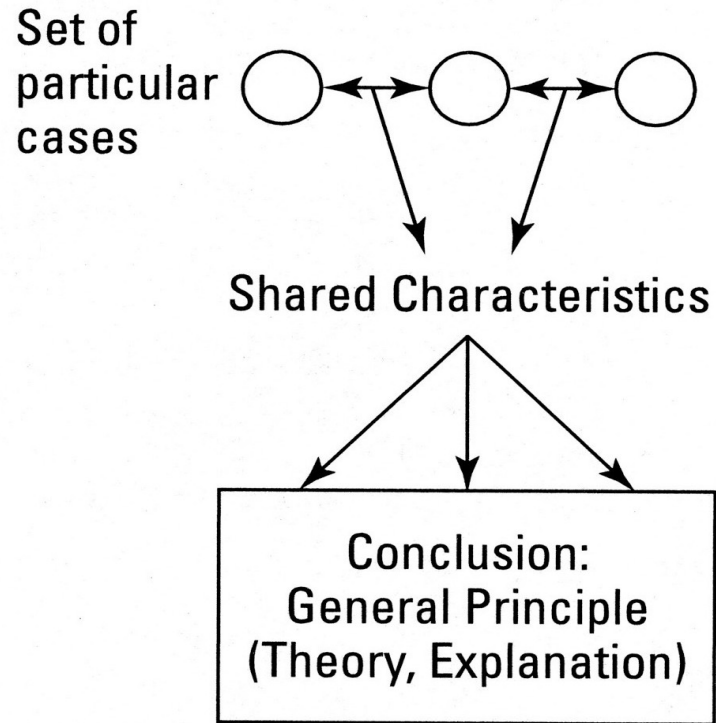 Set of
particular
cases
Shared Characteristics
Conclusion:
General Principle
(Theory, Explanation)